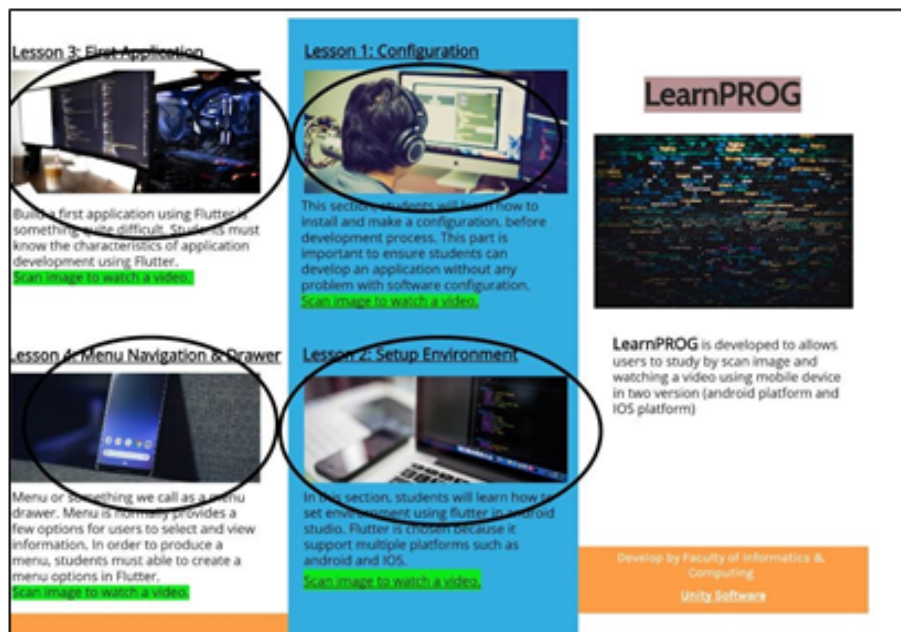 Lesson 3: First Application
Build a first application using Flutter is
something quite difficult. Students must
know the characteristics of application
development using Flutter.
Scan image to watch a video.
Lesson 4: Menu Navigation & Drawer
Menu or something we call as a menu
drawer. Menu is normally provides a
few options for users to select and view
information. In order to produce a
menu, students must able to create a
menu options in Flutter.
Scan image to watch a video.
Lesson 1: Configuration
This section, students will learn how to
install and make a configuration. before
development process. This part is
important to ensure students can
develop an application without any
problem with software configuration.
Scan image to watch a video.
Lesson 2: Setup Environment
In this section, students will learn how to
set environment using flutter in android
studio. Flutter is chosen because it
support multiple platforms such as
android and IOS.
Scan image to watch a video.
LearnPROG
LearnPROG is developed to allows
users to study by scan image and
watching a video using mobile device
in two version (android platform and
IOS platform)
Develop by Faculty of Informatics &
Computing
Unity Software